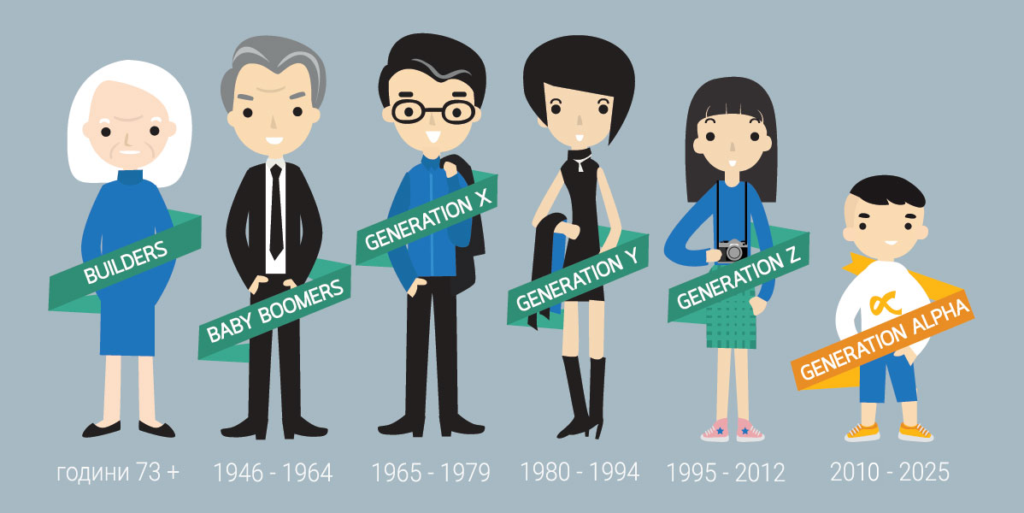 BUILDERS
BABY BOOMERS
GENERATION X
GENERATION Y
GENERATION Z
GENERATION ALPHA
години 73 +
1946 - 1964
1965 - 1979
1980 - 1994
1995 - 2012
2010 - 2025